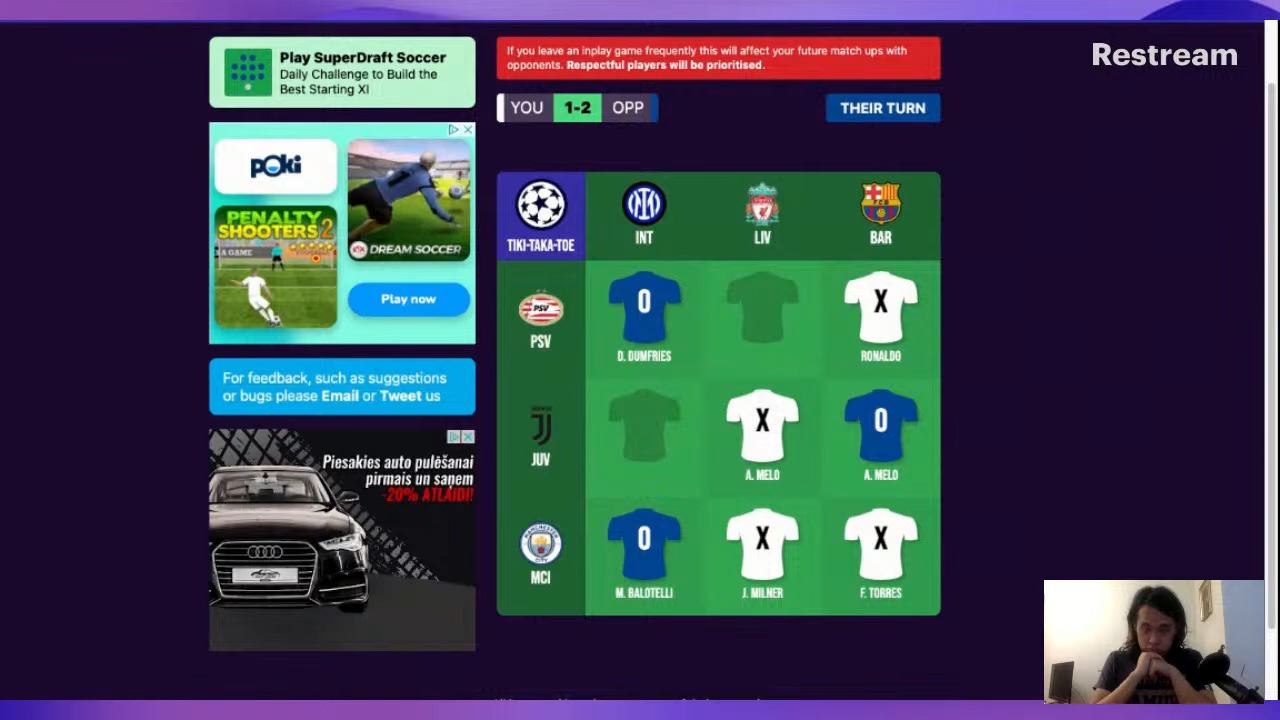 Restream
Play SuperDraft Soccer
Daily Challenge to Build the
Best Starting XI
If you leave an inplay game frequently this will affect your future match ups with
opponents. Respectful players will be prioritised.
YOU 1-2 OPP
THEIR TURN
poki
PENALTY
SHOOTERS 2
DREAM SOCCER
Play now
For feedback, such as suggestions
or bugs please Email or Tweet us
Piesakies auto pulēšanai
pirmais un saņem
-20% ATLAIDI!
TIKI-TAKA-TOE
INT
LIV
BAR
PSV
PSV
O
D. DUMFRIES
X
RONALDO
JUV
X
A. MELO
O
A. MELO
MCI
O
M. BALOTELLI
X
J. MILNER
X
F. TORRES